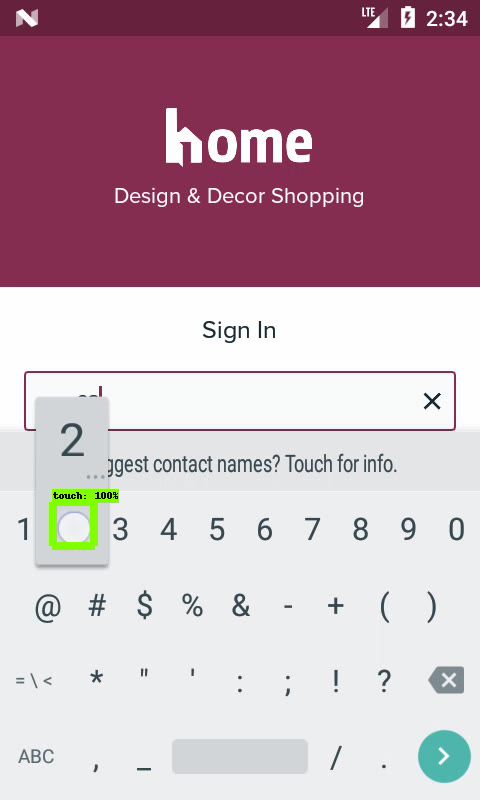 LTE 2:34
home
Design & Decor Shopping
Sign In
2
...
contact names? Touch for info.
touch: 100%
1 3 4 5 6 7 8 9 0
@ # $ % & - + ( )
= \ < * " ' : ; ! ?
ABC , _ / .